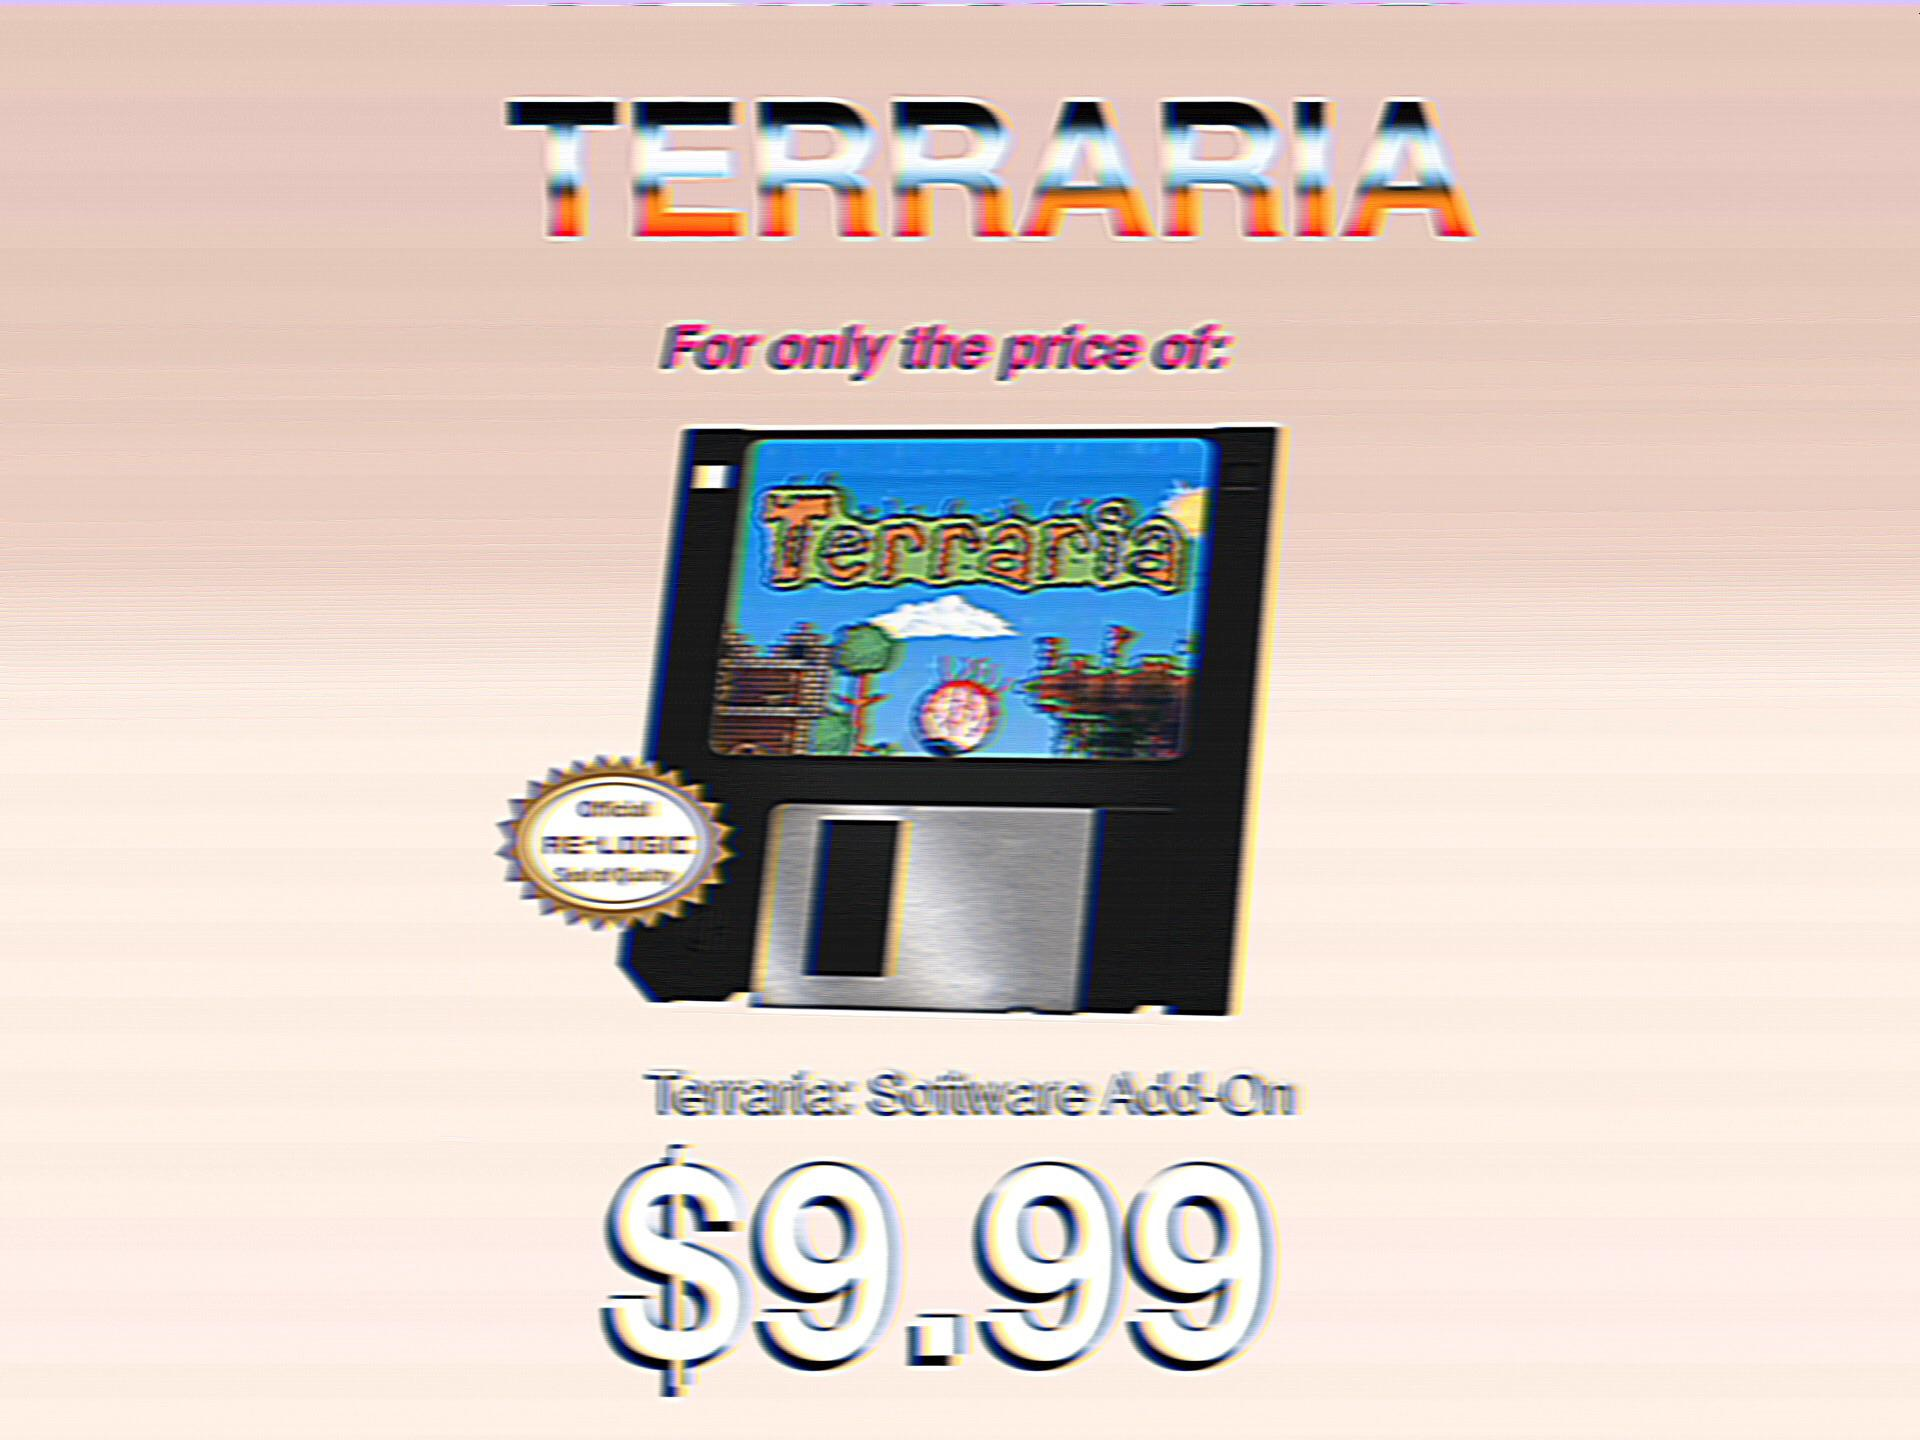 TERRARIA
For only the price of:
Terraria
Official
RE-LOGIC
Seal of Quality
Terraria: Software Add-On
$9.99